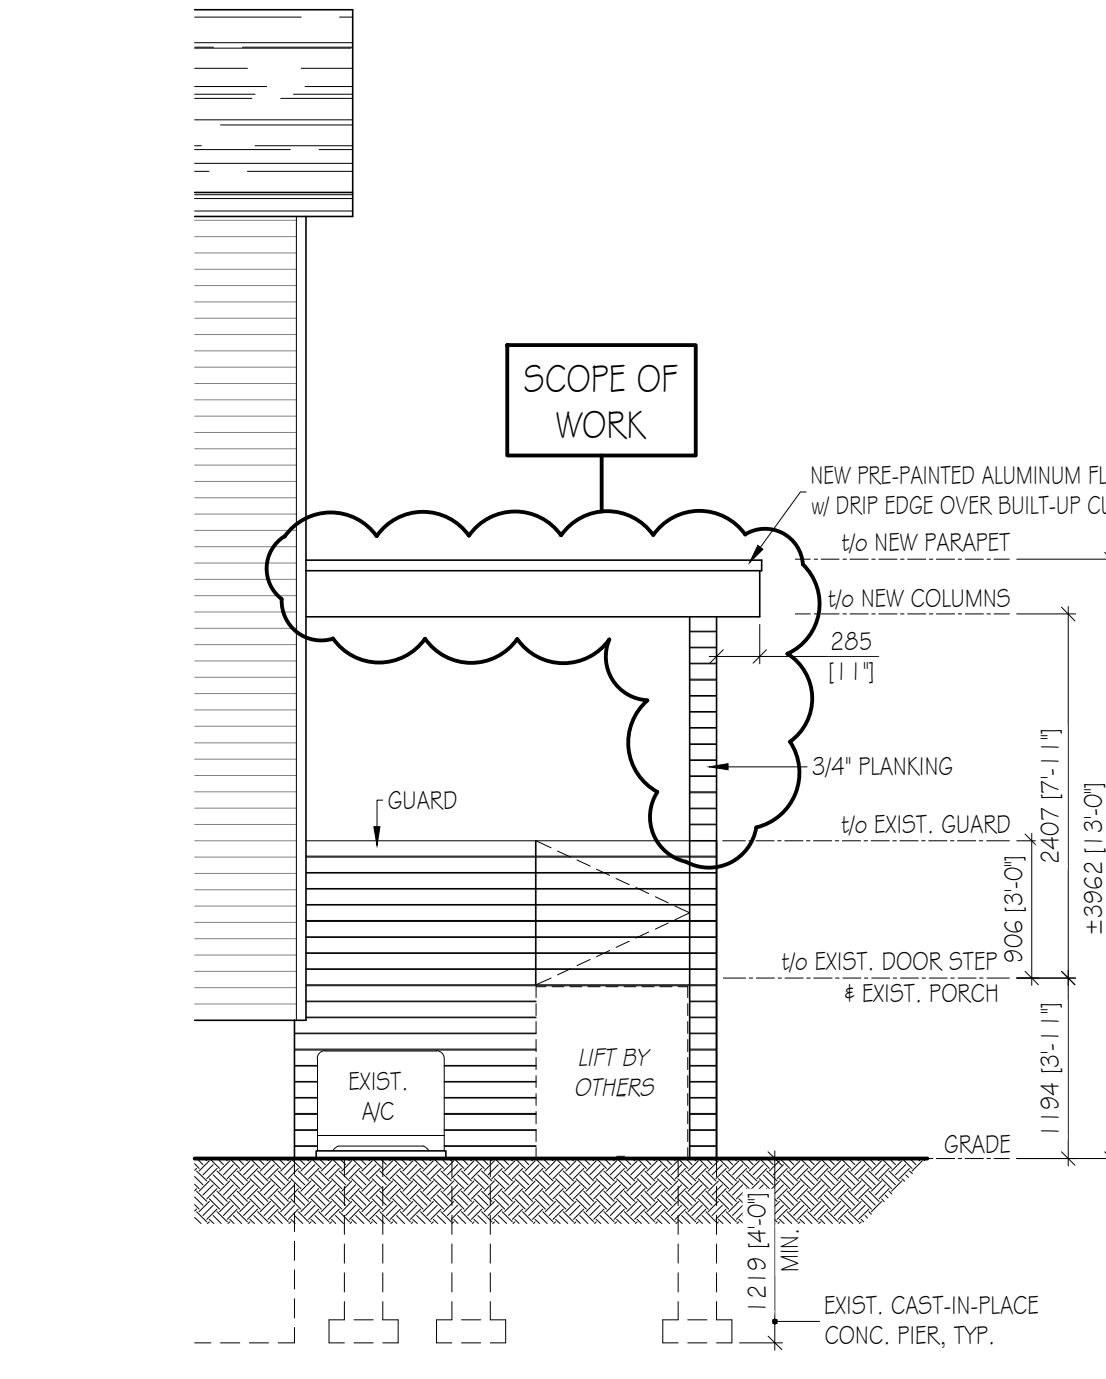 SCOPE OF
WORK
NEW PRE-PAINTED ALUMINUM
w/ DRIP EDGE OVER BUILT-UP
t/o NEW PARAPET
t/o NEW COLUMNS
285
[11"]
3/4" PLANKING
GUARD
t/o EXIST. GUARD
2407 [7'-11"]
±3962 [13'-0"]
906 [3'-0"]
t/o EXIST. DOOR STEP
& EXIST. PORCH
LIFT BY
OTHERS
EXIST.
A/C
1194 [3'-11"]
GRADE
1219 [4'-0"]
MIN.
EXIST. CAST-IN-PLACE
CONC. PIER, TYP.